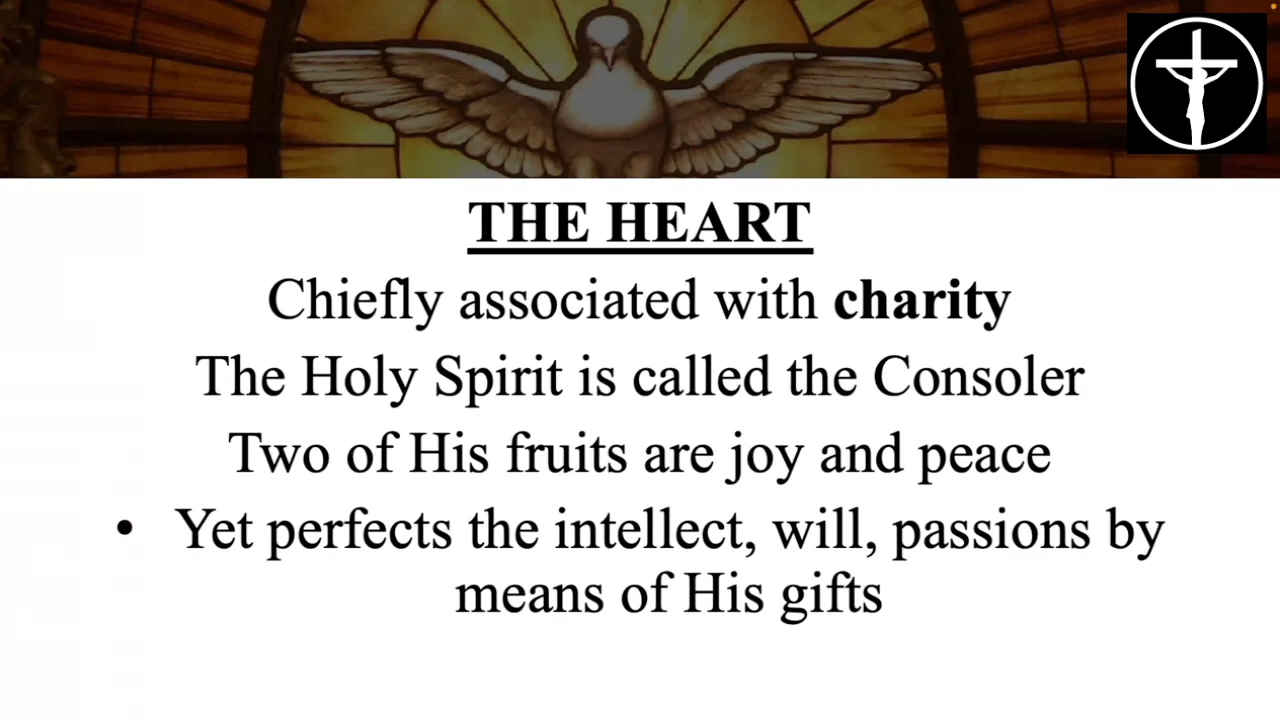 THE HEART
Chiefly associated with charity
The Holy Spirit is called the Consoler
Two of His fruits are joy and peace
• Yet perfects the intellect, will, passions by
means of His gifts